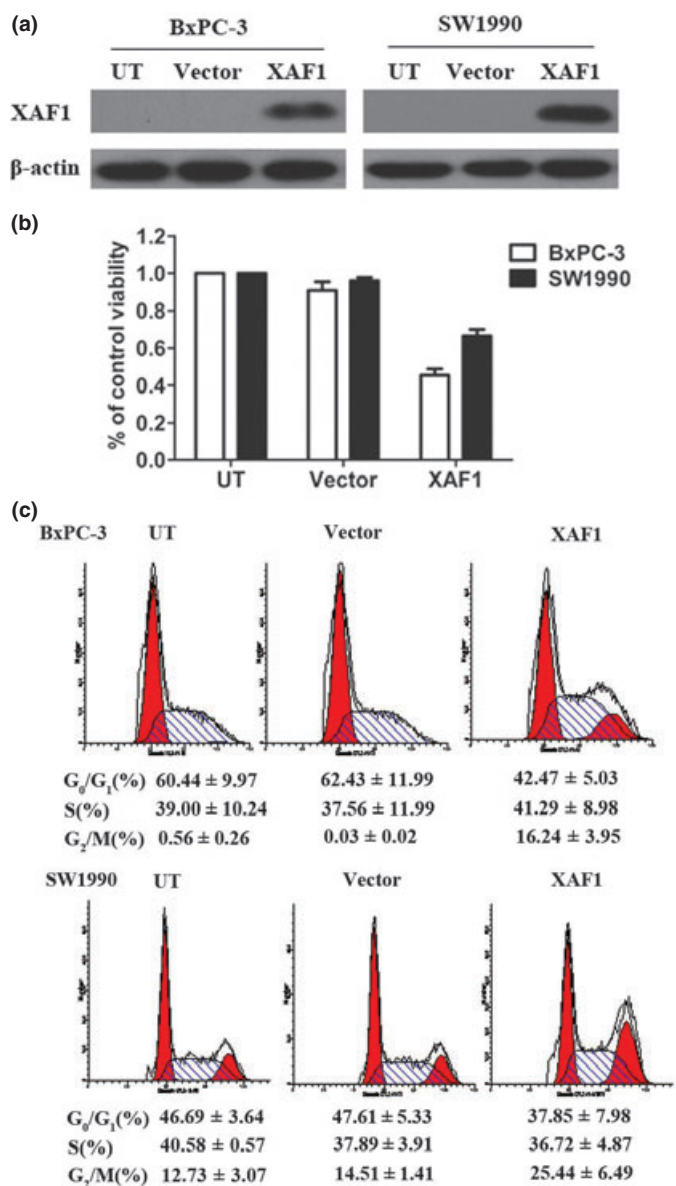 (a)
BxPC-3 SW1990
UT Vector XAF1 UT Vector XAF1
XAF1
β-actin
(b)
% of control viability
1.2
1.0
0.8
0.6
0.4
0.2
0.0
BxPC-3
SW1990
UT Vector XAF1
(c)
BxPC-3 UT Vector XAF1
G₀/G₁(%) 60.44 ± 9.97 62.43 ± 11.99 42.47 ± 5.03
S(%) 39.00 ± 10.24 37.56 ± 11.99 41.29 ± 8.98
G₂/M(%) 0.56 ± 0.26 0.03 ± 0.02 16.24 ± 3.95
SW1990 UT Vector XAF1
G₀/G₁(%) 46.69 ± 3.64 47.61 ± 5.33 37.85 ± 7.98
S(%) 40.58 ± 0.57 37.89 ± 3.91 36.72 ± 4.87
G₂/M(%) 12.73 ± 3.07 14.51 ± 1.41 25.44 ± 6.49